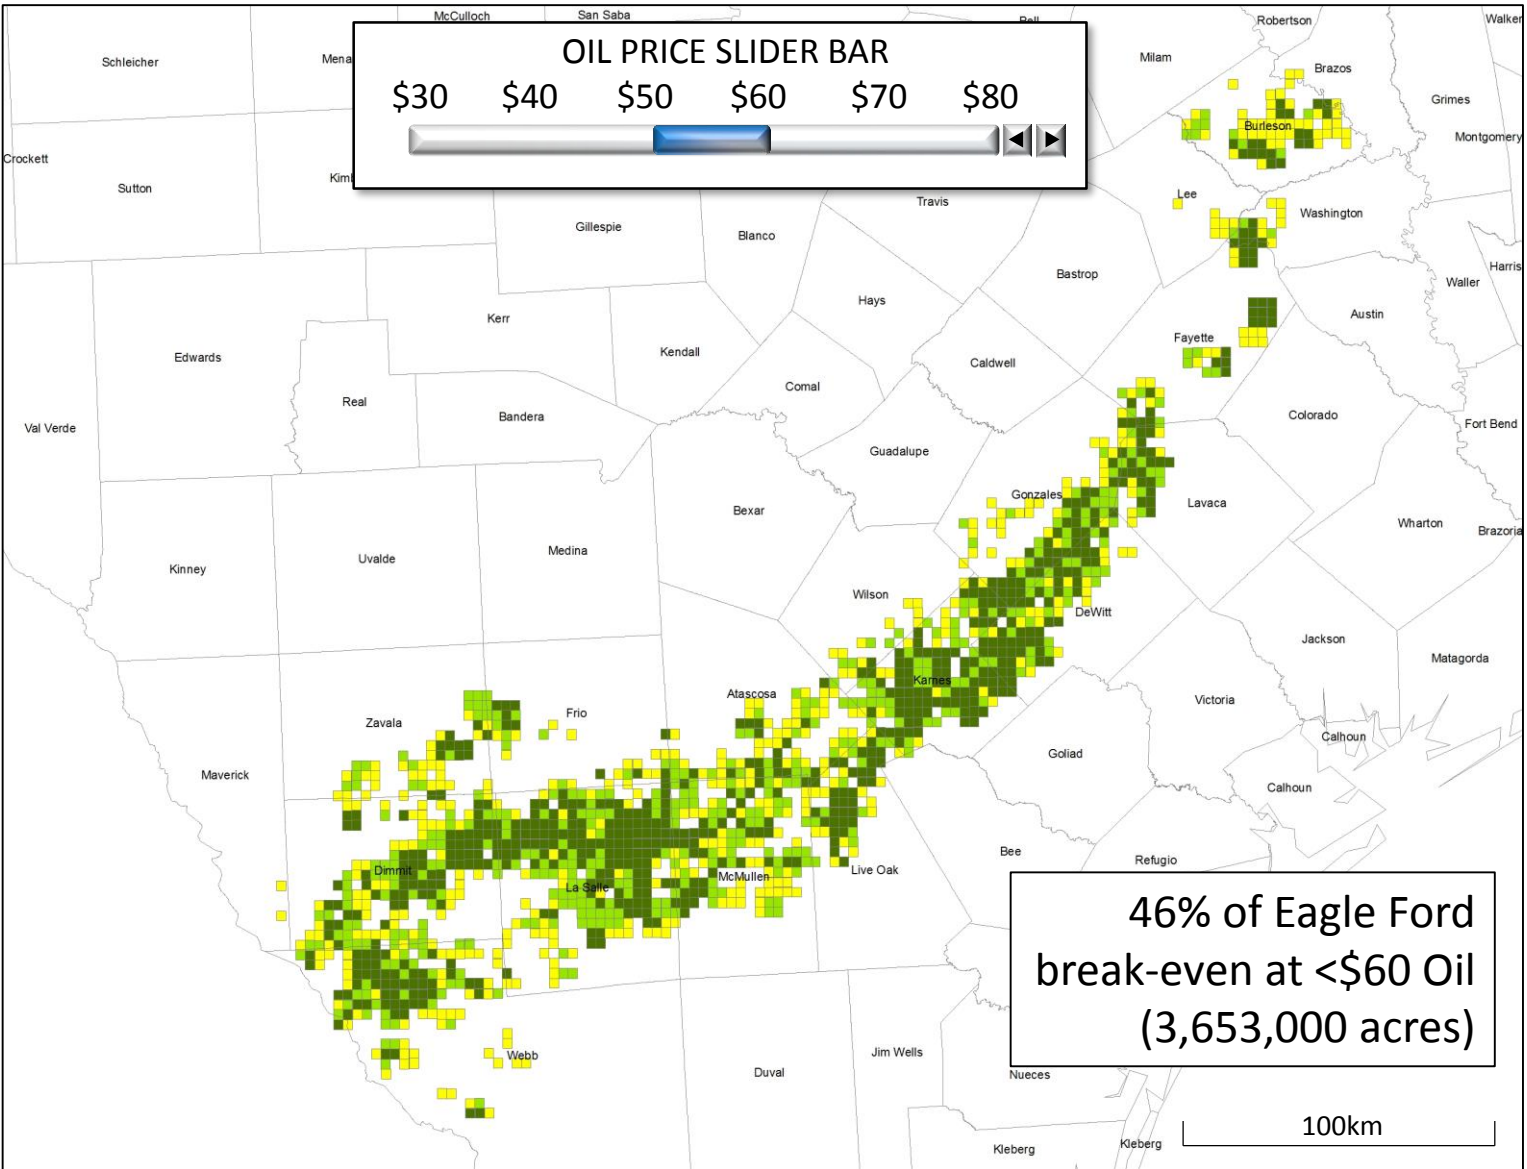 McCulloch
San Saba
Bell
Robertson
Walker
OIL PRICE SLIDER BAR
$30 $40 $50 $60 $70 $80
Schleicher
Mena
Milam
Brazos
Grimes
Burleson
Montgomery
Crockett
Sutton
Kim
Lee
Travis
Washington
Gillespie
Blanco
Harris
Bastrop
Waller
Hays
Austin
Kerr
Fayette
Edwards
Kendall
Caldwell
Comal
Real
Bandera
Colorado
Val Verde
Fort Bend
Guadalupe
Gonzales
Bexar
Lavaca
Wharton
Brazoria
Medina
Uvalde
Kinney
Wilson
DeWitt
Jackson
Matagorda
Karnes
Atascosa
Victoria
Frio
Zavala
Calhoun
Goliad
Maverick
Calhoun
Bee
Refugio
Dimmit
Live Oak
McMullen
La Salle
46% of Eagle Ford
break-even at <$60 Oil
(3,653,000 acres)
Webb
Jim Wells
Duval
Nueces
100km
Kleberg
Kleberg